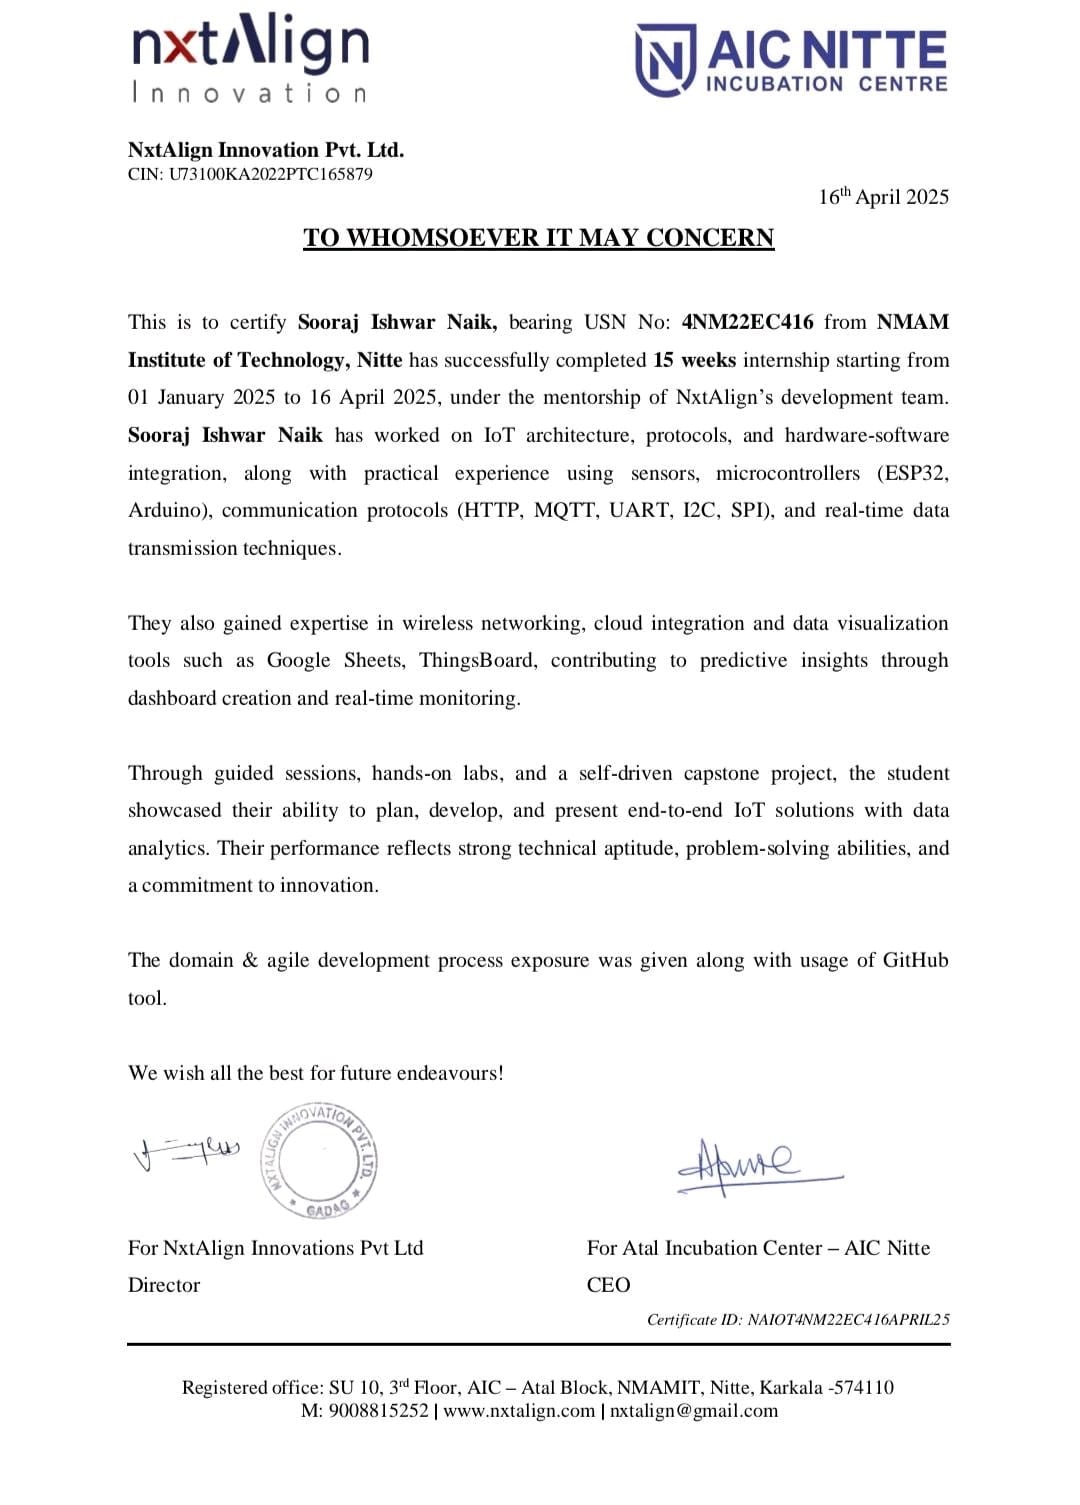 nxtAlign
Innovation
AIC NITTE
INCUBATION CENTRE
NxtAlign Innovation Pvt. Ltd.
CIN: U73100KA2022PTC165879
16th April 2025
TO WHOMSOEVER IT MAY CONCERN
This is to certify Sooraj Ishwar Naik, bearing USN No: 4NM22EC416 from NMAM
Institute of Technology, Nitte has successfully completed 15 weeks internship starting from
01 January 2025 to 16 April 2025, under the mentorship of NxtAlign’s development team.
Sooraj Ishwar Naik has worked on IoT architecture, protocols, and hardware-software
integration, along with practical experience using sensors, microcontrollers (ESP32,
Arduino), communication protocols (HTTP, MQTT, UART, I2C, SPI), and real-time data
transmission techniques.
They also gained expertise in wireless networking, cloud integration and data visualization
tools such as Google Sheets, ThingsBoard, contributing to predictive insights through
dashboard creation and real-time monitoring.
Through guided sessions, hands-on labs, and a self-driven capstone project, the student
showcased their ability to plan, develop, and present end-to-end IoT solutions with data
analytics. Their performance reflects strong technical aptitude, problem-solving abilities, and
a commitment to innovation.
The domain & agile development process exposure was given along with usage of GitHub
tool.
We wish all the best for future endeavours!
NXTALIGN INNOVATION PVT. LTD.
* GADAG *
For NxtAlign Innovations Pvt Ltd
Director
For Atal Incubation Center – AIC Nitte
CEO
Certificate ID: NAIOT4NM22EC416APRIL25
Registered office: SU 10, 3rd Floor, AIC – Atal Block, NMAMIT, Nitte, Karkala -574110
M: 9008815252 | www.nxtalign.com | nxtalign@gmail.com